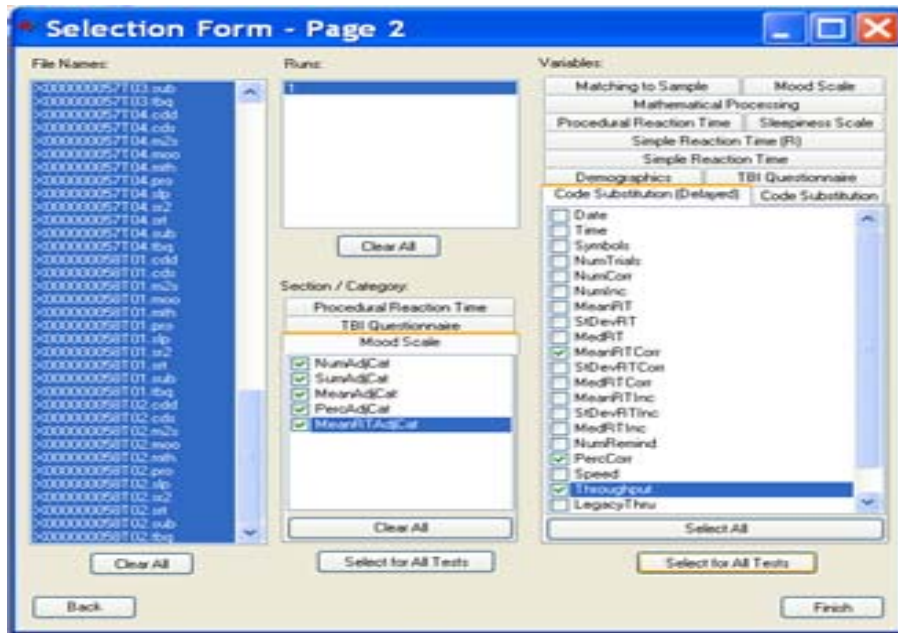 Selection Form - Page 2
File Names:
X000000057T03.sub
X000000057T03.tbq
X000000057T04.cdd
X000000057T04.cds
X000000057T04.m2s
X000000057T04.moo
X000000057T04.mth
X000000057T04.pro
X000000057T04.slp
X000000057T04.sr2
X000000057T04.srt
X000000057T04.sub
X000000057T04.tbq
X000000058T01.cdd
X000000058T01.cds
X000000058T01.m2s
X000000058T01.moo
X000000058T01.mth
X000000058T01.pro
X000000058T01.slp
X000000058T01.sr2
X000000058T01.srt
X000000058T01.sub
X000000058T01.tbq
X000000058T02.cdd
X000000058T02.cds
X000000058T02.m2s
X000000058T02.moo
X000000058T02.mth
X000000058T02.pro
X000000058T02.slp
X000000058T02.sr2
X000000058T02.srt
X000000058T02.sub
X000000058T02.tbq
Clear All
Back
Runs:
1
Clear All
Section / Category:
Procedural Reaction Time
TBI Questionnaire
Mood Scale
NumAdjCat
SumAdjCat
MeanAdjCat
PercAdjCat
MeanRTAdjCat
Clear All
Select for All Tests
Variables:
Matching to Sample Mood Scale
Mathematical Processing
Procedural Reaction Time Sleepiness Scale
Simple Reaction Time (R)
Simple Reaction Time
Demographics TBI Questionnaire
Code Substitution (Delayed) Code Substitution
Date
Time
Symbols
NumTrials
NumCorr
NumInc
MeanRT
StDevRT
MedRT
MeanRTCorr
StDevRTCorr
MedRTCorr
MeanRTInc
StDevRTInc
MedRTInc
NumRemind
PercCorr
Speed
Throughput
LegacyThru
Select All
Select for All Tests
Finish